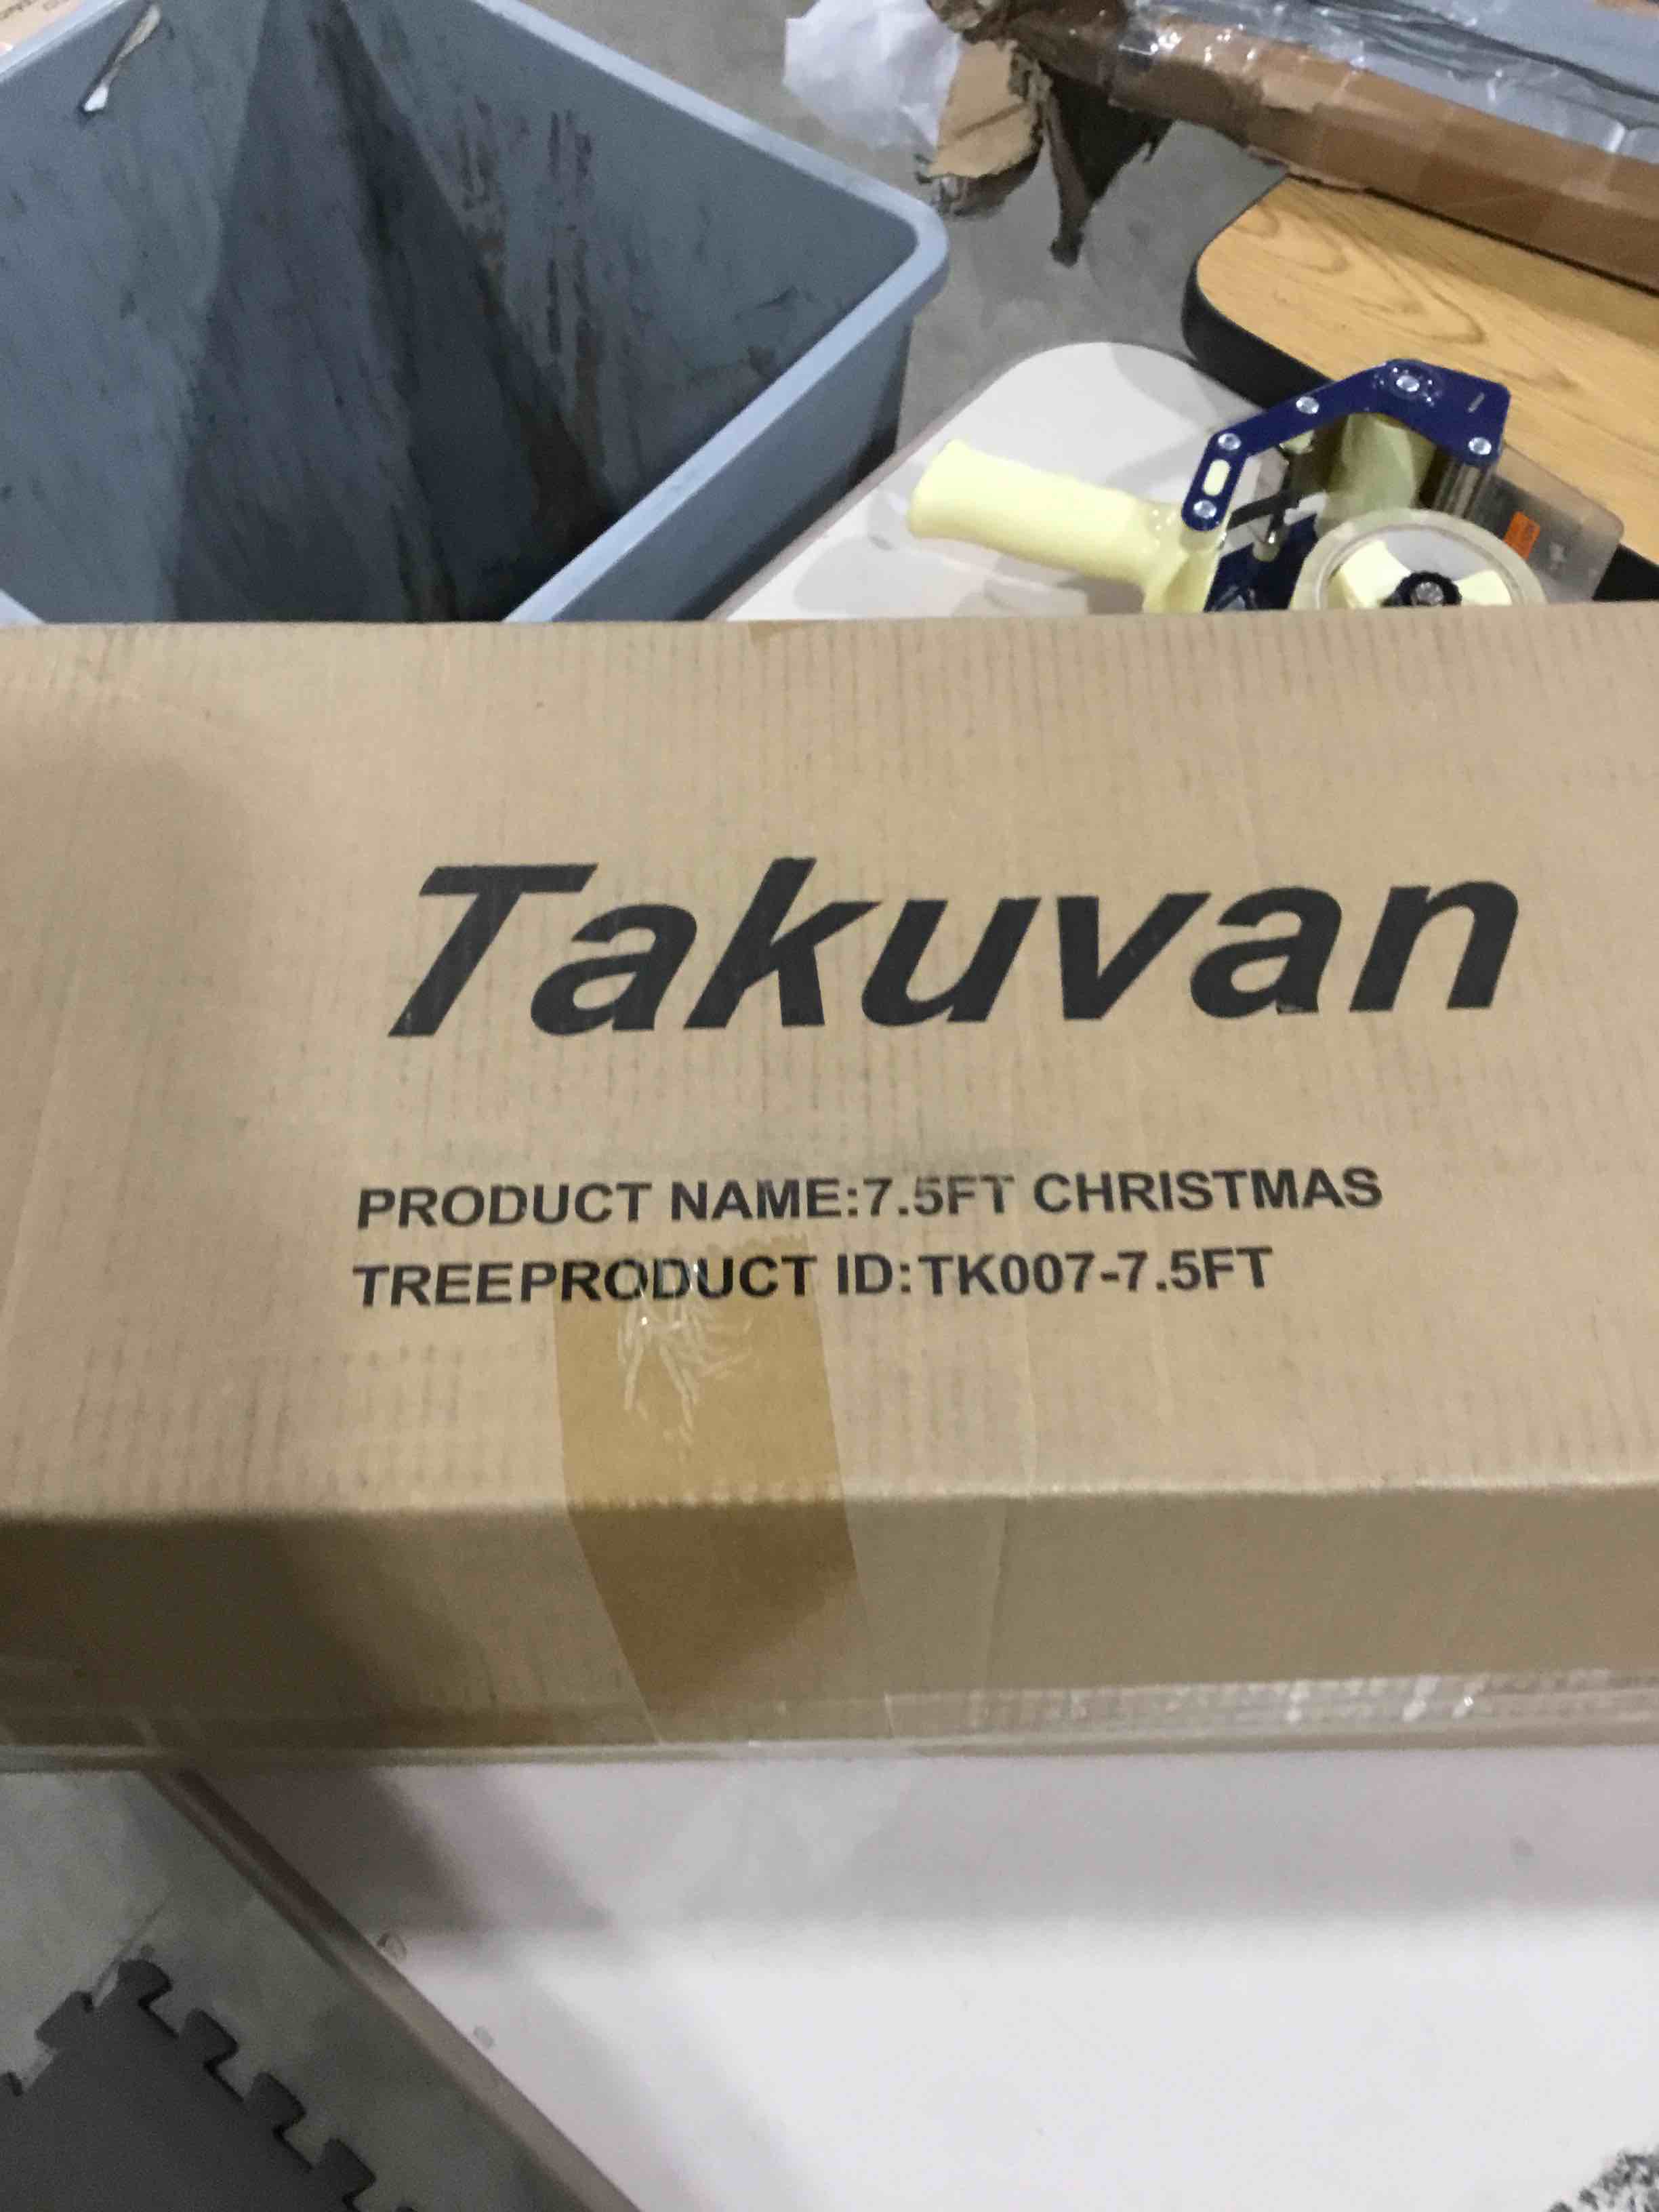 Takuvan
PRODUCT NAME:7.5FT CHRISTMAS
TREEPRODUCT ID:TK007-7.5FT